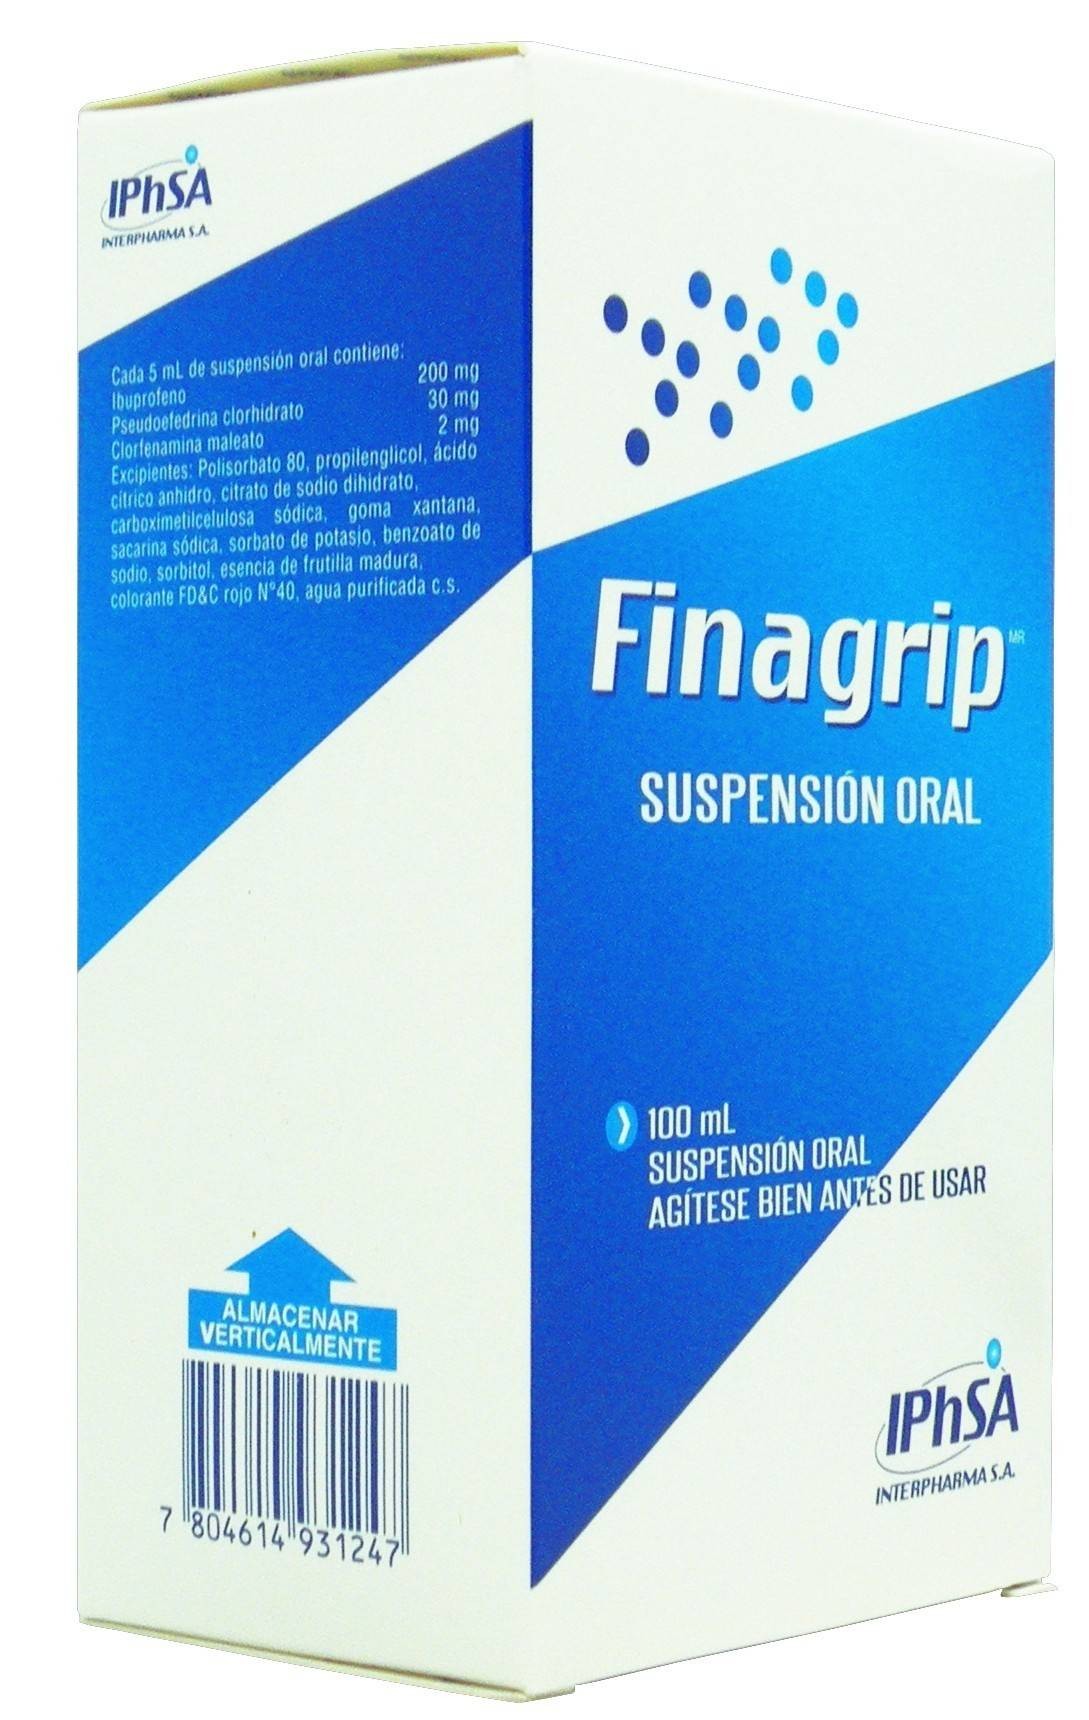 IPhSA
INTERPHARMA S.A.
Cada 5 mL de suspensión oral contiene:
Ibuprofeno 200 mg
Pseudoefedrina clorhidrato 30 mg
Clorfenamina maleato 2 mg
Excipientes: Polisorbato 80, propilenglicol, ácido
cítrico anhidro, citrato de sodio dihidrato,
carboximetilcelulosa sódica, goma xantana,
sacarina sódica, sorbato de potasio, benzoato de
sodio, sorbitol, esencia de frutilla madura,
colorante FD&C rojo N°40, agua purificada c.s.
ALMACENAR
VERTICALMENTE
7 804614 931247
Finagrip MR
SUSPENSIÓN ORAL
100 mL
SUSPENSIÓN ORAL
AGÍTESE BIEN ANTES DE USAR
IPhSA
INTERPHARMA S.A.